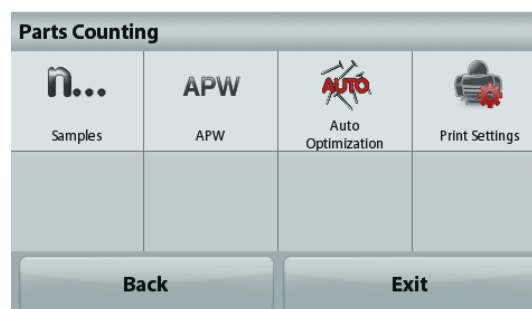 Parts Counting
n...
APW
AUTO
Samples
APW
Auto
Optimization
Print Settings
Back
Exit